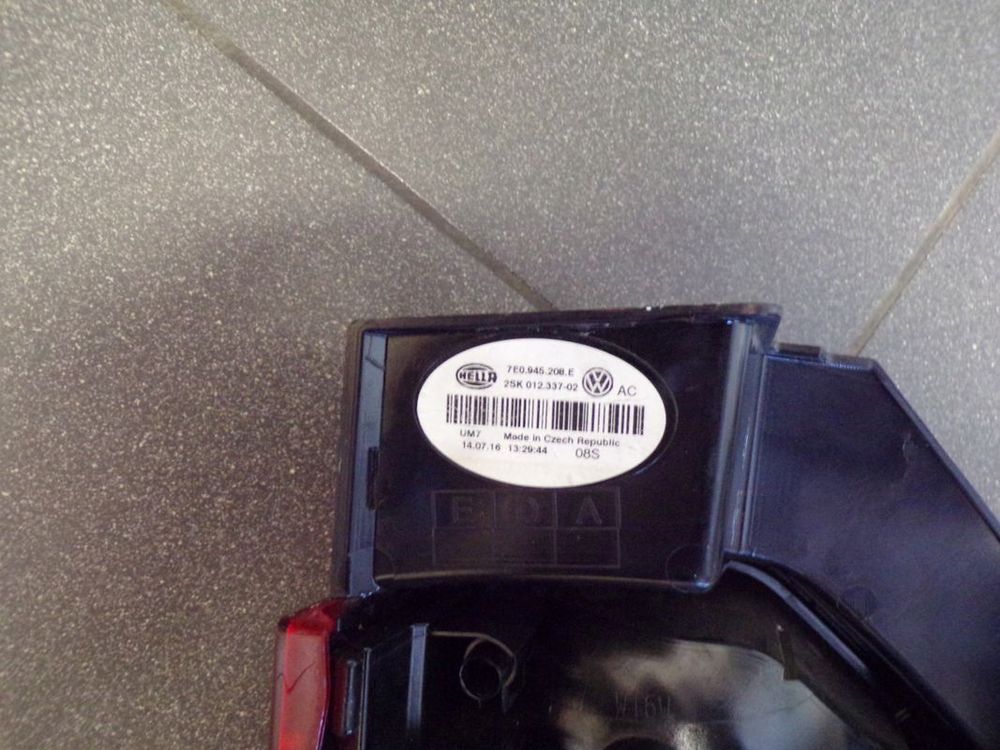 HELLA 7E0.945.208.E
2SK 012.337-02 AC
UM7 Made in Czech Republic
14.07.16 13:29:44 08S
E D A